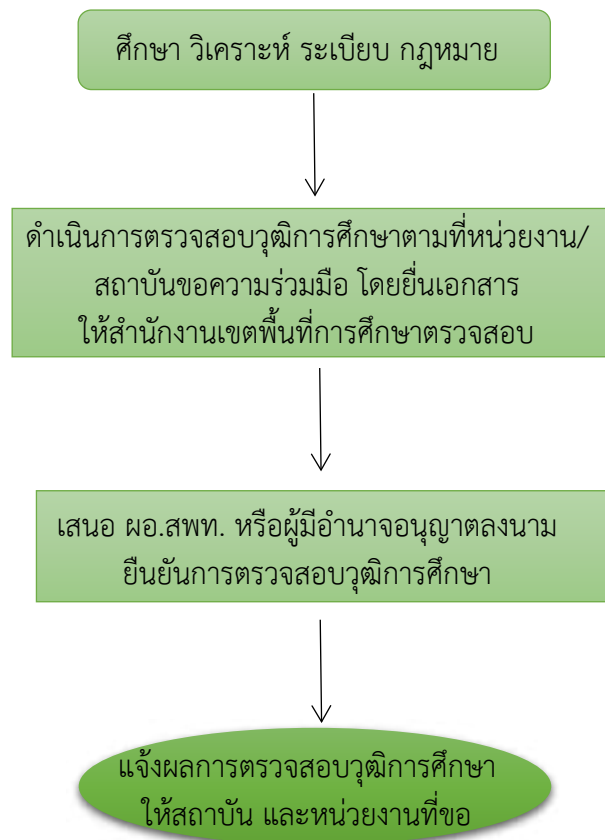 ศึกษา วิเคราะห์ ระเบียบ กฎหมาย
ดำเนินการตรวจสอบวุฒิการศึกษาตามที่หน่วยงาน/
สถาบันขอความร่วมมือ โดยยื่นเอกสาร
ให้สำนักงานเขตพื้นที่การศึกษาตรวจสอบ
เสนอ ผอ.สพท. หรือผู้มีอำนาจอนุญาตลงนาม
ยืนยันการตรวจสอบวุฒิการศึกษา
แจ้งผลการตรวจสอบวุฒิการศึกษา
ให้สถาบัน และหน่วยงานที่ขอ